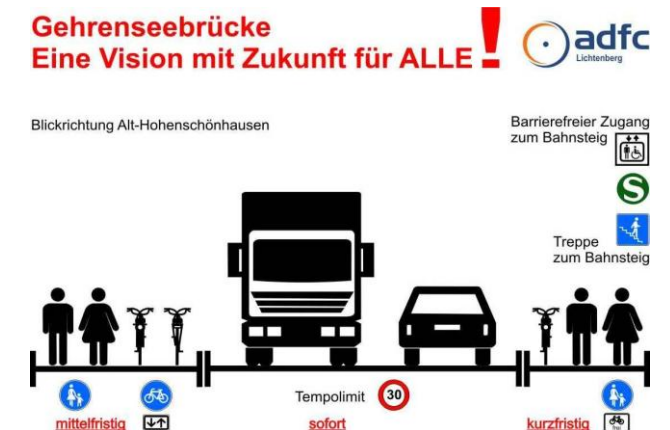 Gehrenseebrücke
Eine Vision mit Zukunft für ALLE !
adfc
Lichtenberg
Blickrichtung Alt-Hohenschönhausen
Barrierefreier Zugang
zum Bahnsteig
S
Treppe
zum Bahnsteig
Tempolimit 30
mittelfristig
sofort
kurzfristig